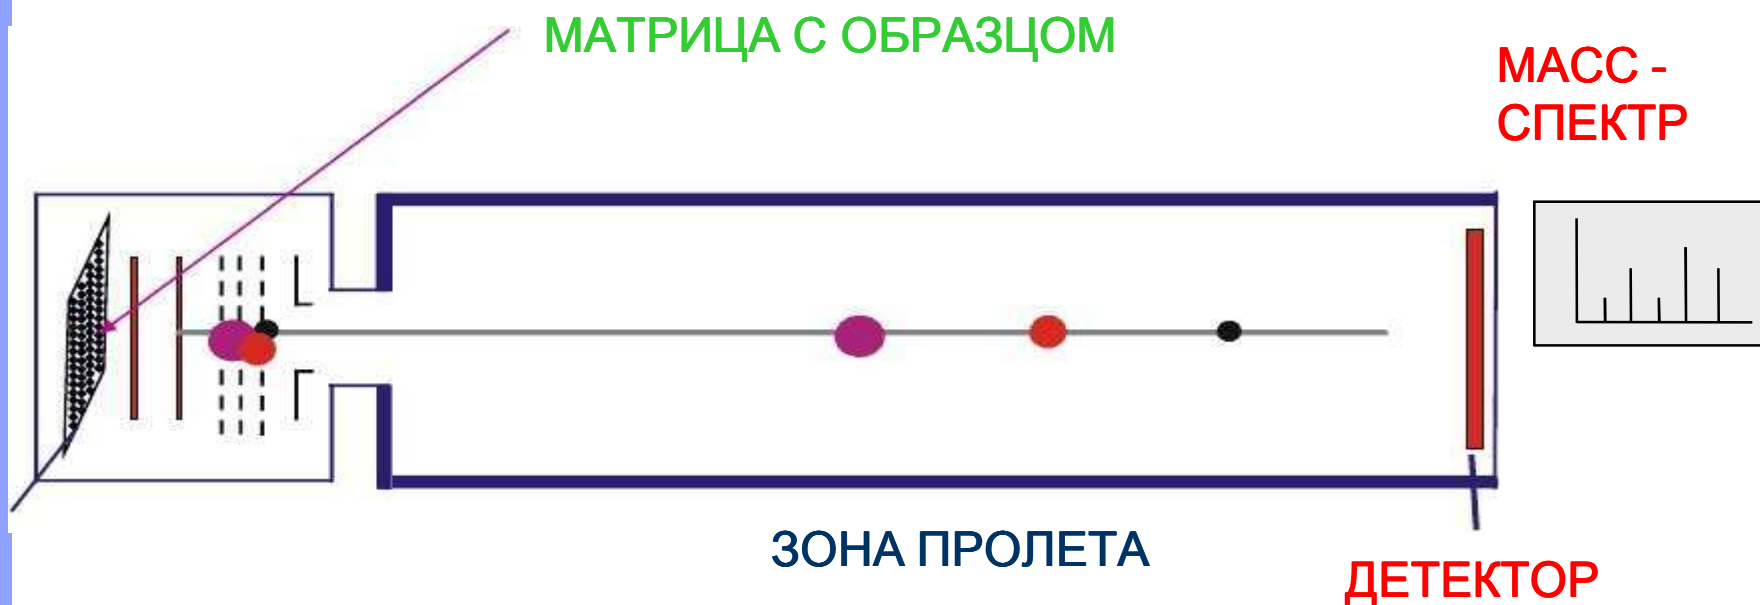 МАТРИЦА С ОБРАЗЦОМ
МАСС -
СПЕКТР
ЗОНА ПРОЛЕТА
ДЕТЕКТОР